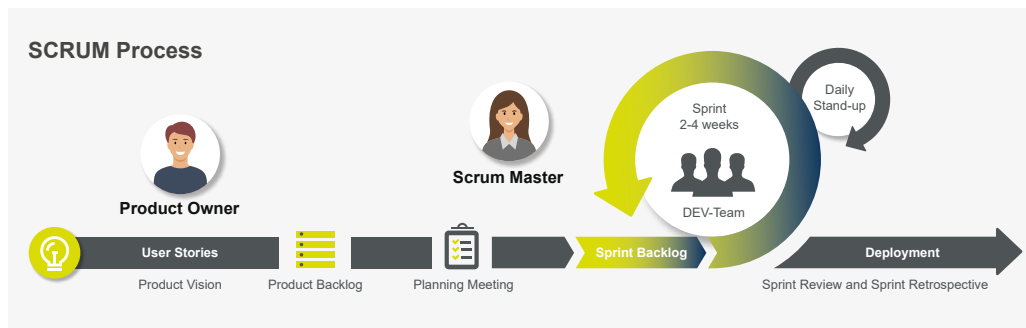 SCRUM Process
Product Owner
Scrum Master
Sprint
2-4 weeks
DEV-Team
Daily
Stand-up
User Stories
Sprint Backlog
Deployment
Product Vision
Product Backlog
Planning Meeting
Sprint Review and Sprint Retrospective